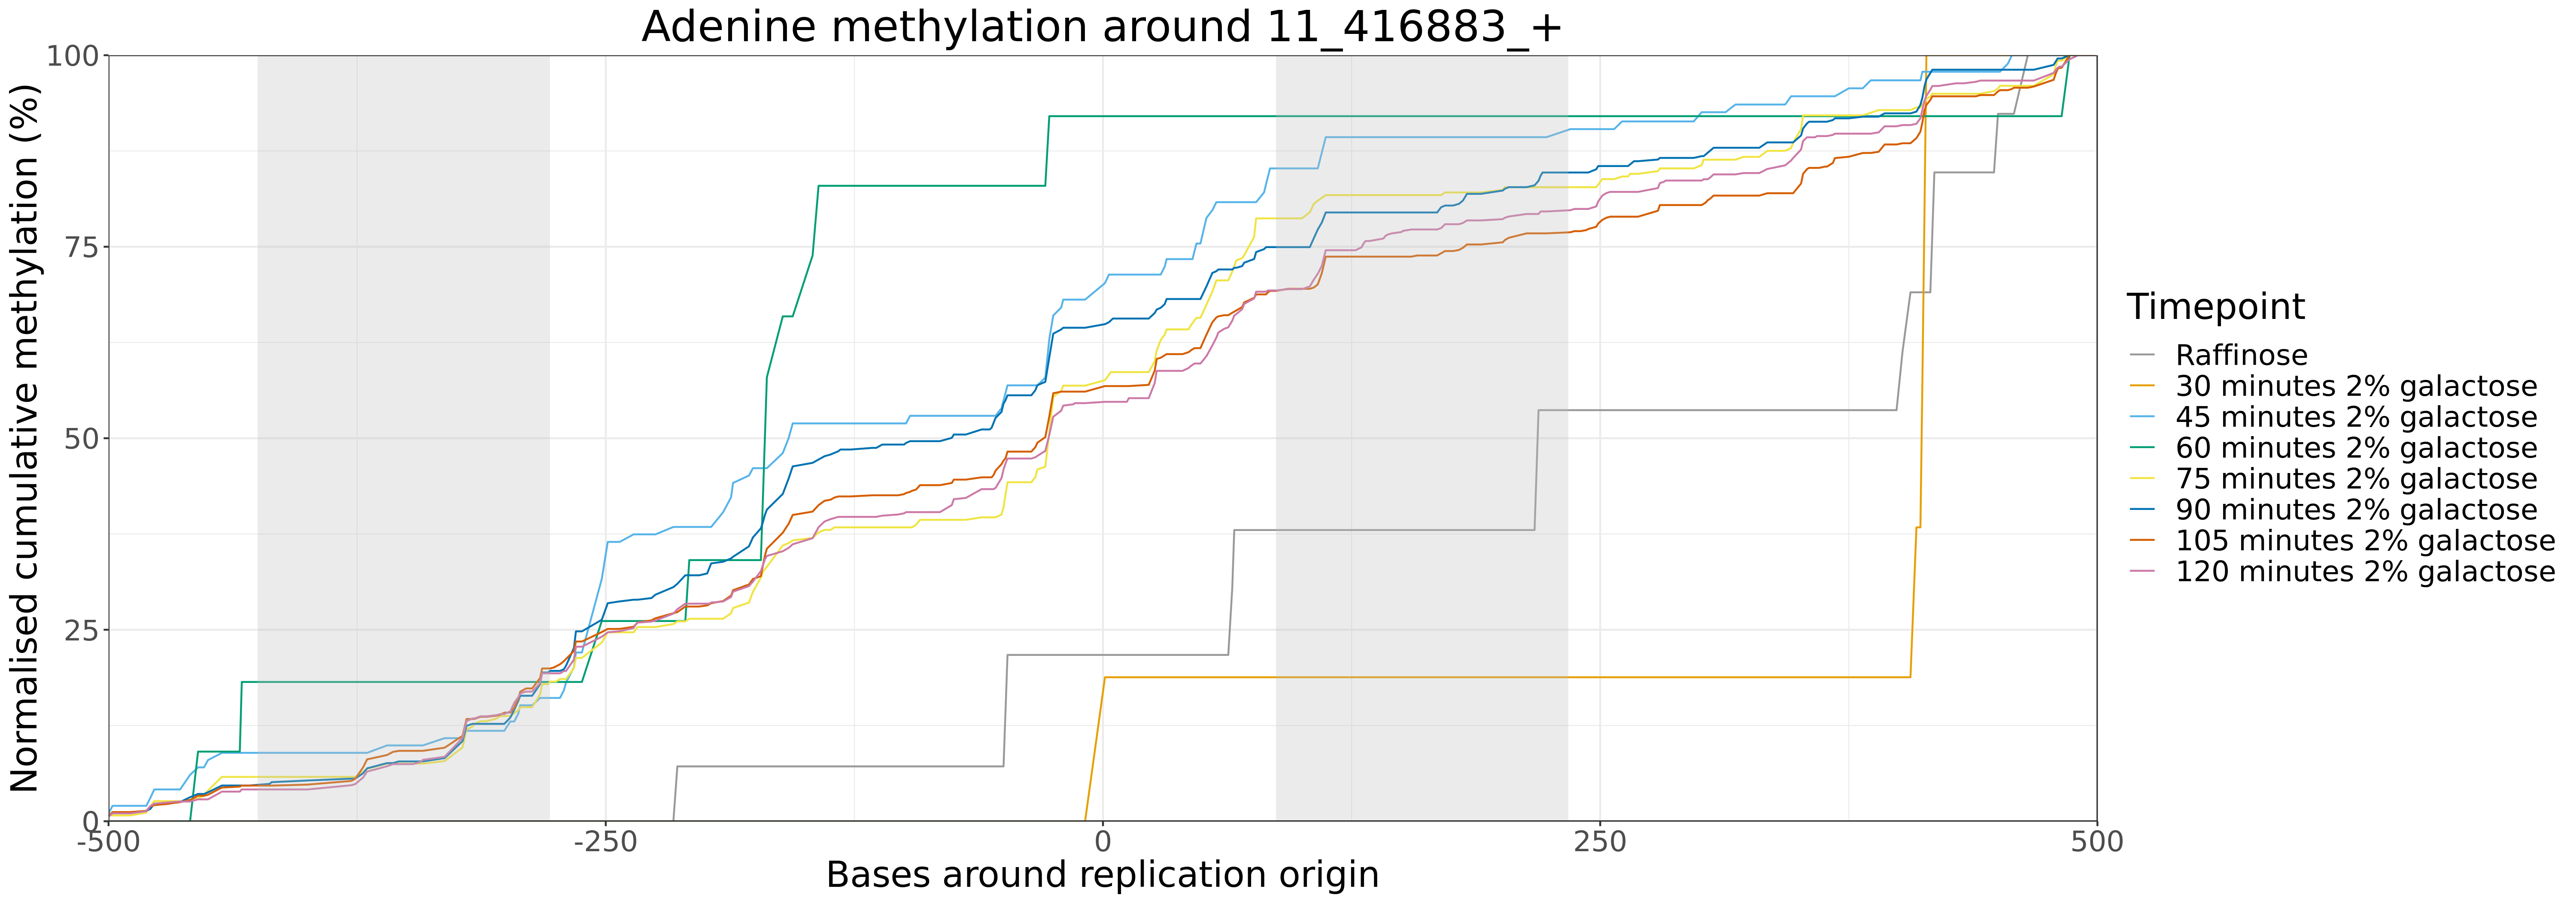 Adenine methylation around 11_416883_+
Normalised cumulative methylation (%)
100
75
50
25
0
-500
-250
0
250
500
Bases around replication origin
Timepoint
Raffinose
30 minutes 2% galactose
45 minutes 2% galactose
60 minutes 2% galactose
75 minutes 2% galactose
90 minutes 2% galactose
105 minutes 2% galactose
120 minutes 2% galactose